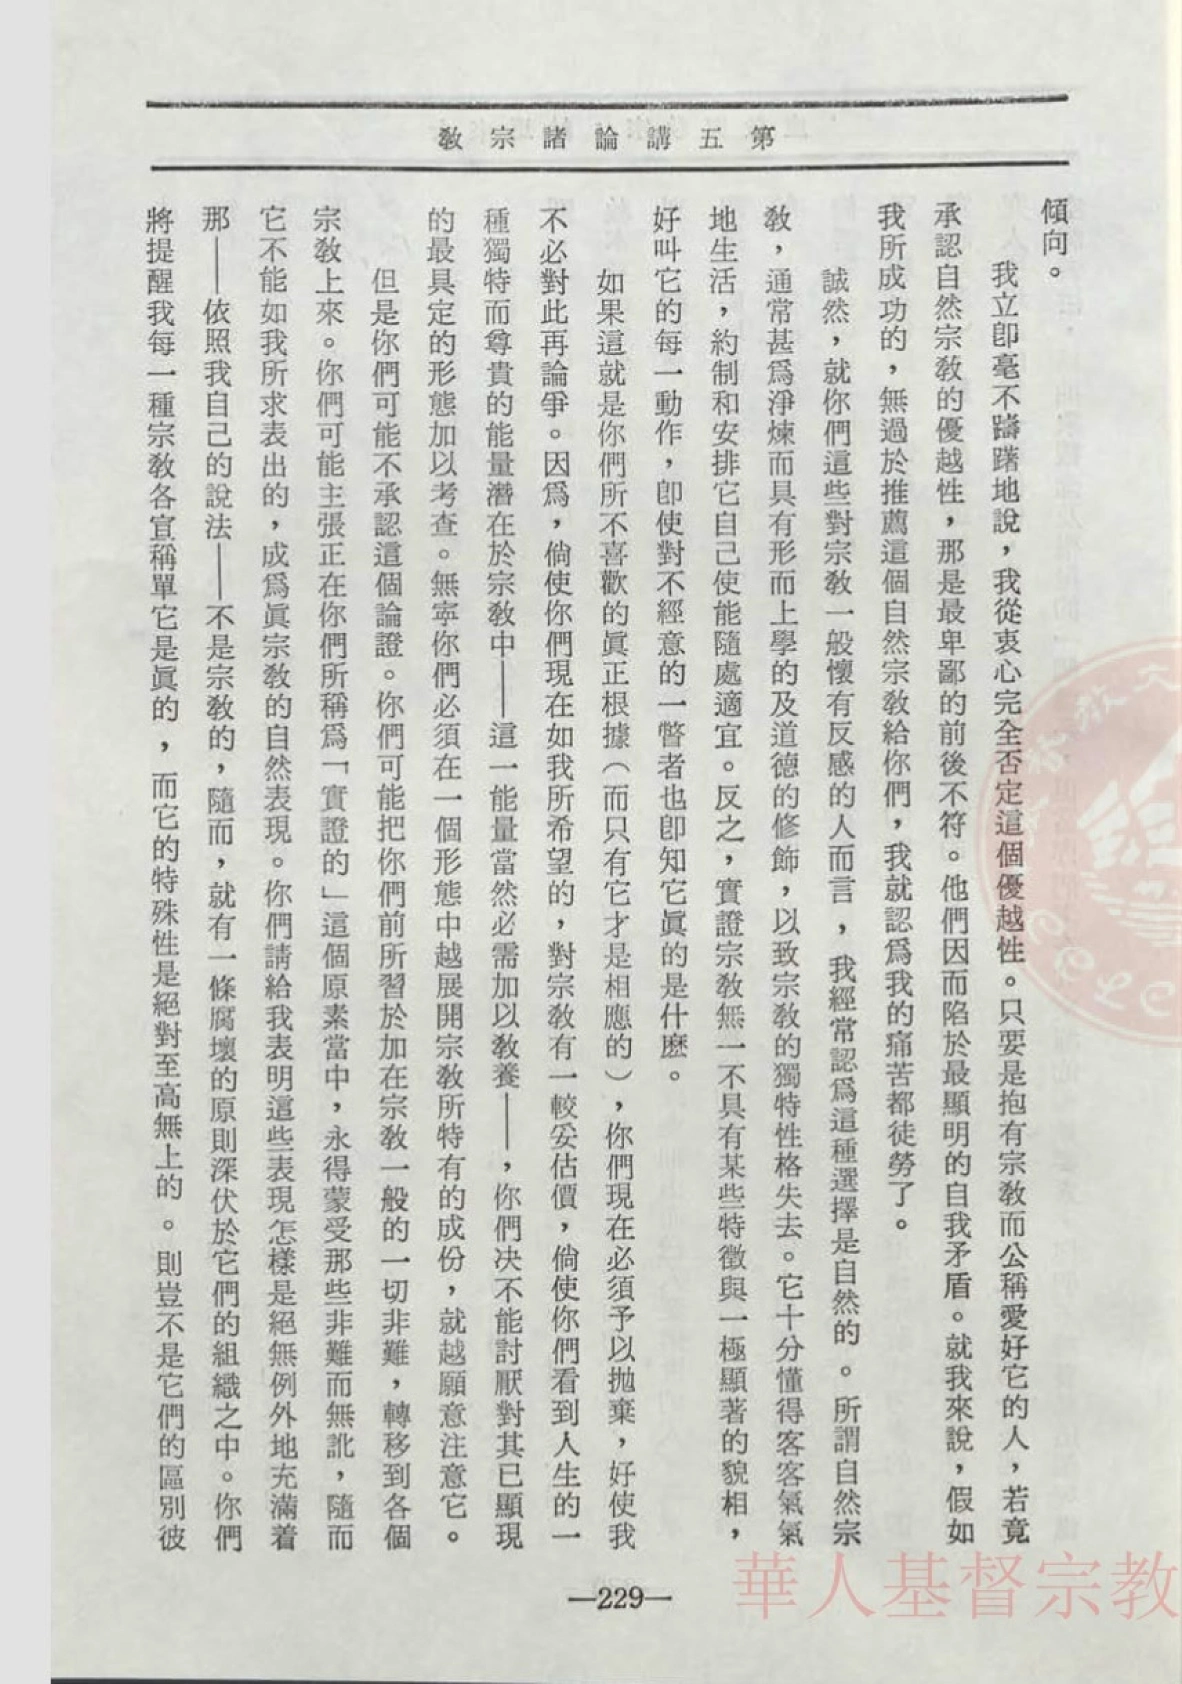 第五講論諸宗教
傾向。
我立卽毫不躊躇地說，我從衷心完全否定這個優越性。只要是抱有宗教而公稱愛好它的人，若竟
承認自然宗教的優越性，那是最卑鄙的前後不符。他們因而陷於最顯明的自我矛盾。就我來說，假如
我所成功的，無過於推薦這個自然宗教給你們，我就認爲我的痛苦都徒勞了。
誠然，就你們這些對宗教一般懷有反感的人而言，我經常認爲這種選擇是自然的。所謂自然宗
教，通常甚爲淨煉而具有形而上學的及道德的修飾，以致宗教的獨特性格失去。它十分懂得客客氣氣
地生活，約制和安排它自己使能隨處適宜。反之，實證宗教無一不具有某些特徵與一極顯著的貌相，
好叫它的每一動作，卽使對不經意的一瞥者也卽知它眞的是什麽。
如果這就是你們所不喜歡的眞正根據（而只有它才是相應的），你們現在必須予以拋棄，好使我
不必對此再論爭。因爲，倘使你們現在如我所希望的，對宗教有一較妥估價，倘使你們看到人生的一
種獨特而尊貴的能量潛在於宗教中——這一能量當然必需加以教養——，你們决不能討厭對其已顯現
的最具定的形態加以考查。無寧你們必須在一個形態中越展開宗教所特有的成份，就越願意注意它。
但是你們可能不承認這個論證。你們可能把你們前所習於加在宗教一般的一切非難，轉移到各個
宗教上來。你們可能主張正在你們所稱爲「實證的」這個原素當中，永得蒙受那些非難而無訛，隨而
它不能如我所求表出的，成爲眞宗教的自然表現。你們請給我表明這些表現怎樣是絕無例外地充滿着
那——依照我自己的說法——不是宗教的，隨而，就有一條腐壞的原則深伏於它們的組織之中。你們
將提醒我每一種宗教各宣稱單它是眞的，而它的特殊性是絕對至高無上的。則豈不是它們的區別彼
—229—
華人基督宗教